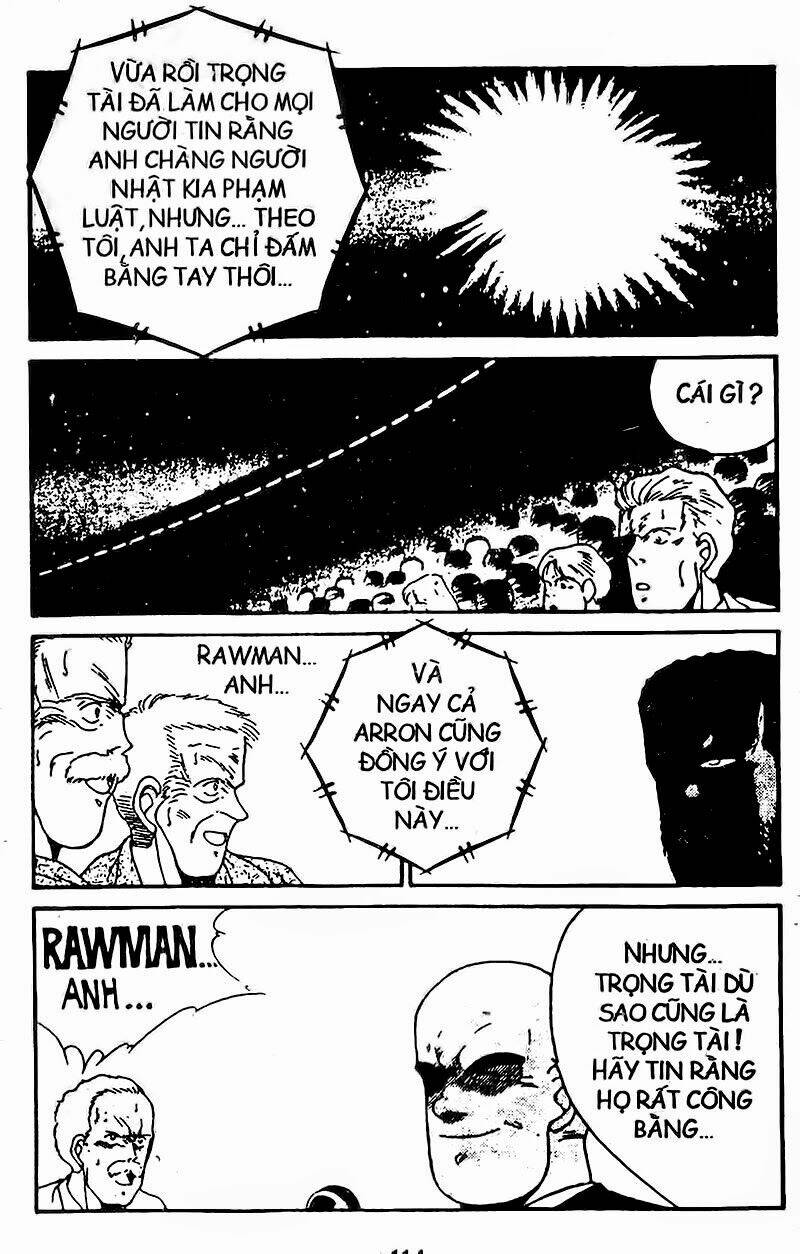 VỪA RỒI TRỌNG
TÀI ĐÃ LÀM CHO MỌI
NGƯỜI TIN RẰNG
ANH CHÀNG NGƯỜI
NHẬT KIA PHẠM
LUẬT, NHƯNG... THEO
TÔI, ANH TA CHỈ ĐẤM
BẰNG TAY THÔI...
CÁI GÌ?
RAWMAN...
ANH...
VÀ
NGAY CẢ
ARRON CŨNG
ĐỒNG Ý VỚI
TÔI ĐIỀU
NÀY...
RAWMAN...
ANH...
NHƯNG...
TRỌNG TÀI DÙ
SAO CŨNG LÀ
TRỌNG TÀI!
HÃY TIN RẰNG
HỌ RẤT CÔNG
BẰNG...
114